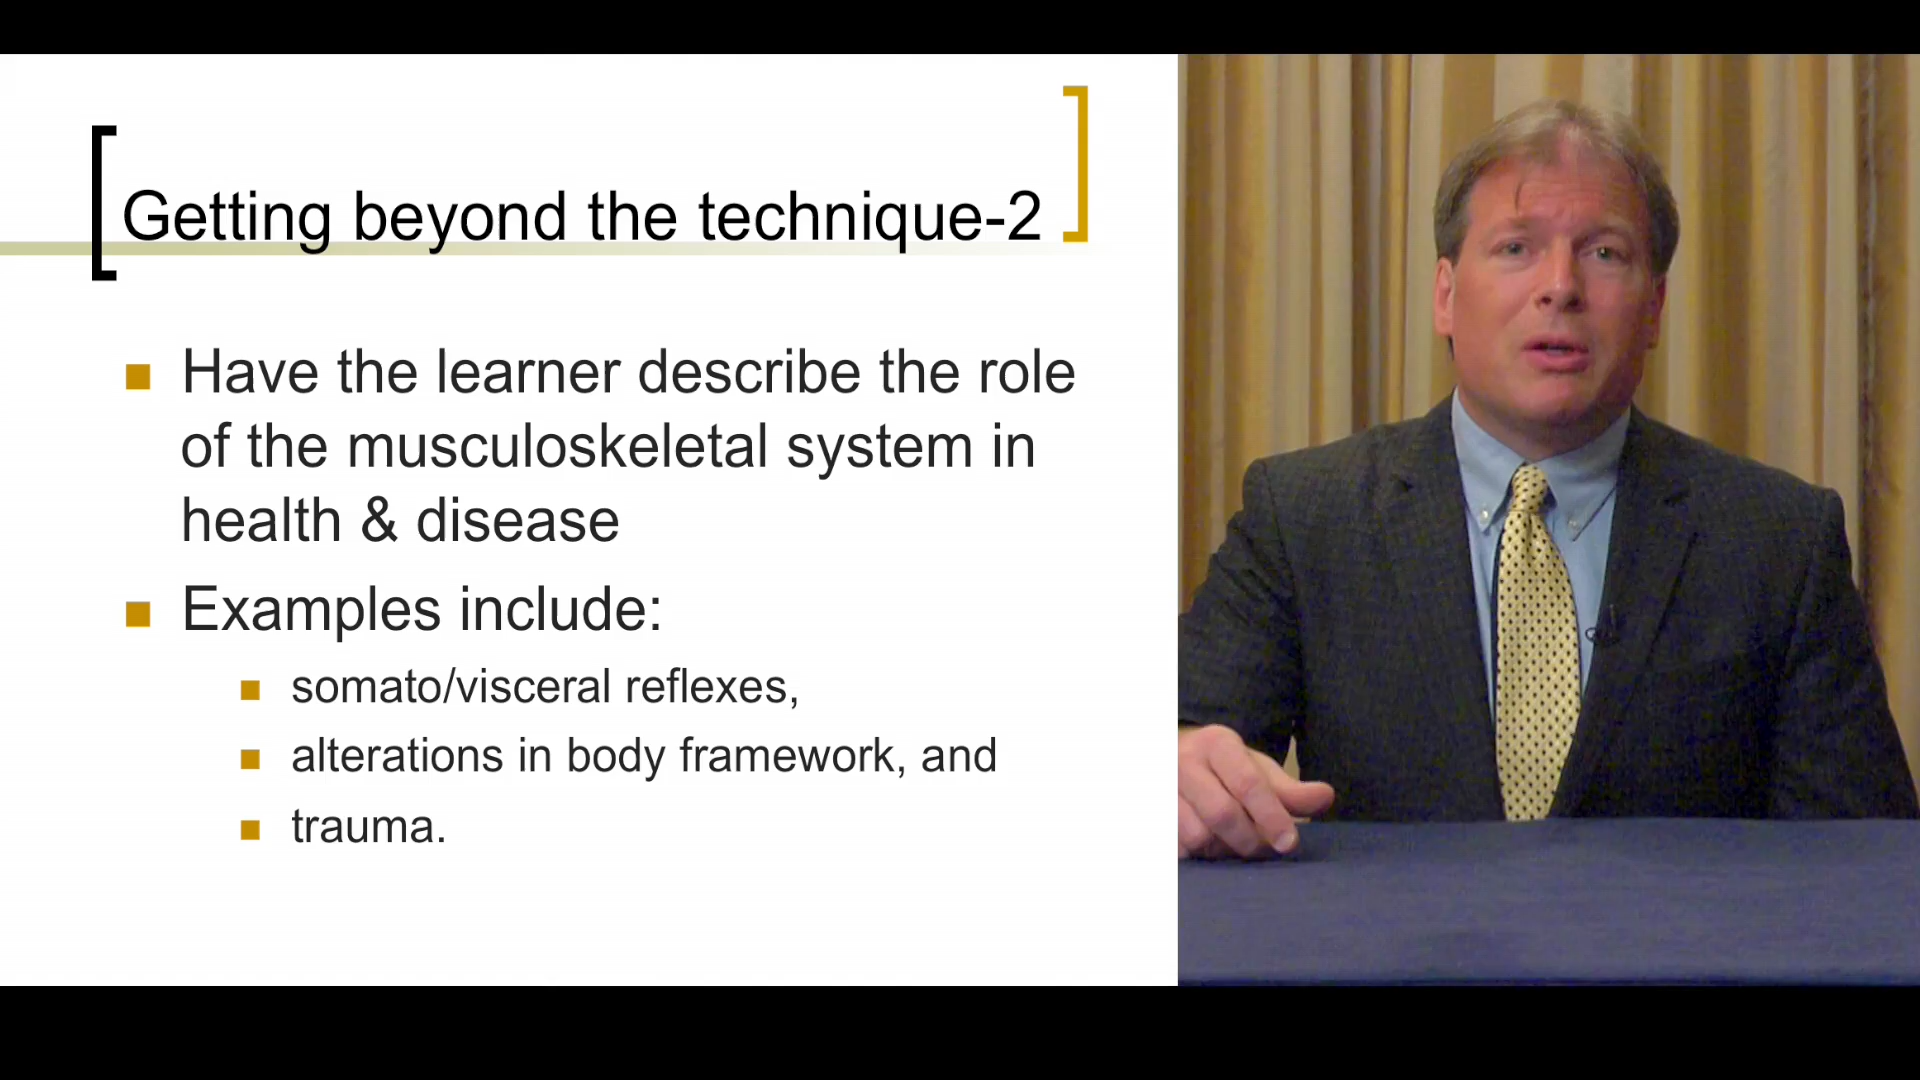 Getting beyond the technique-2
Have the learner describe the role
of the musculoskeletal system in
health & disease
Examples include:
somato/visceral reflexes,
alterations in body framework, and
trauma.